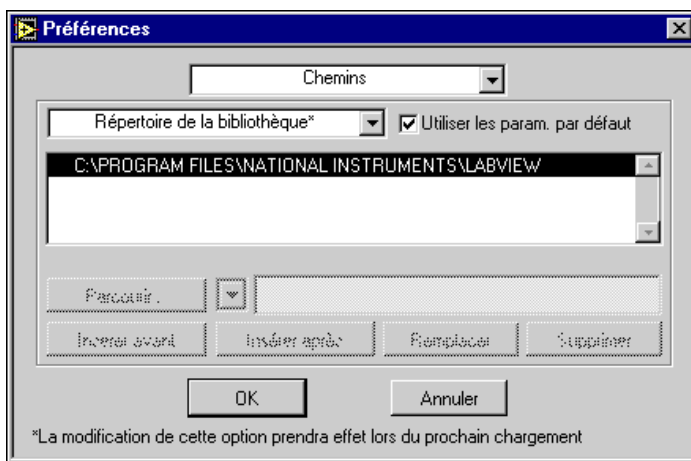 Préférences
Chemins
Répertoire de la bibliothèque*
Utiliser les param. par défaut
C:\PROGRAM FILES\NATIONAL INSTRUMENTS\LABVIEW
Parcourir...
Insérer avant
Insérer après
Remplacer
Supprimer
OK
Annuler
*La modification de cette option prendra effet lors du prochain chargement